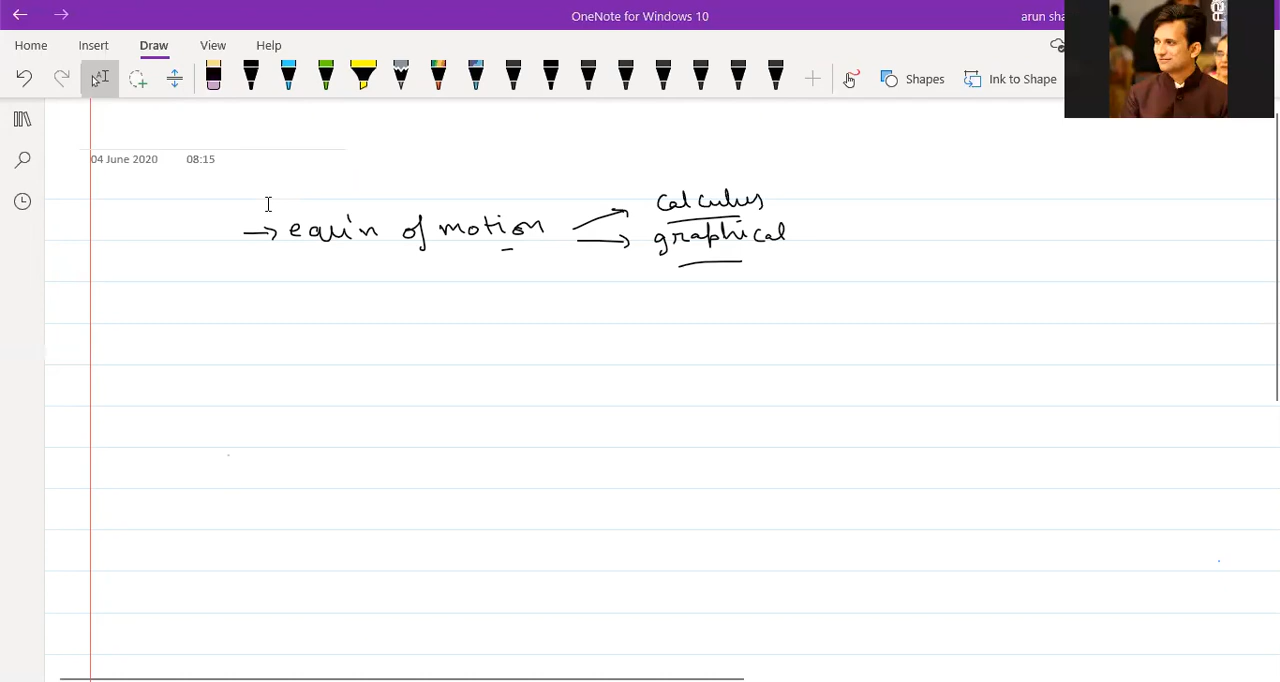 OneNote for Windows 10
arun sha
Home Insert Draw View Help
Shapes Ink to Shape
04 June 2020 08:15
calculus
→ equi'n of motion
graphical